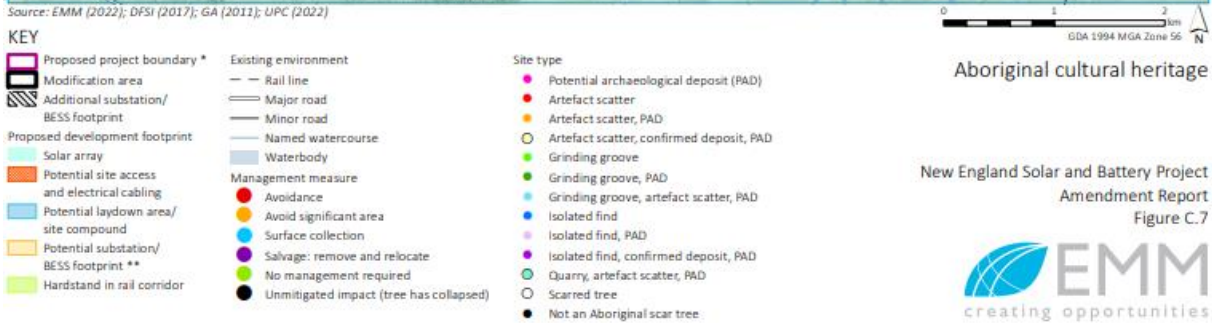 Source: EMM (2022); DFSI (2017); GA (2011); UPC (2022)
0 1 2
km
GDA 1994 MGA Zone 56
N
KEY
Proposed project boundary *
Modification area
Additional substation/
BESS footprint
Proposed development footprint
Solar array
Potential site access
and electrical cabling
Potential laydown area/
site compound
Potential substation/
BESS footprint **
Hardstand in rail corridor
Existing environment
Rail line
Major road
Minor road
Named watercourse
Waterbody
Management measure
Avoidance
Avoid significant area
Surface collection
Salvage: remove and relocate
No management required
Unmitigated impact (tree has collapsed)
Site type
Potential archaeological deposit (PAD)
Artefact scatter
Artefact scatter, PAD
Artefact scatter, confirmed deposit, PAD
Grinding groove
Grinding groove, PAD
Grinding groove, artefact scatter, PAD
Isolated find
Isolated find, PAD
Isolated find, confirmed deposit, PAD
Quarry, artefact scatter, PAD
Scarred tree
Not an Aboriginal scar tree
Aboriginal cultural heritage
New England Solar and Battery Project
Amendment Report
Figure C.7
EMM
creating opportunities